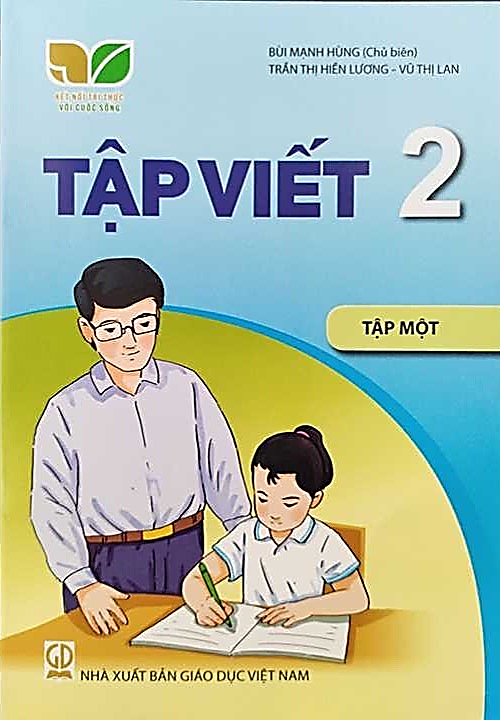 BÙI MẠNH HÙNG (Chủ biên)
TRẦN THỊ HIỀN LƯƠNG – VŨ THỊ LAN
KẾT NỐI TRI THỨC
VỚI CUỘC SỐNG
TẬP VIẾT 2
TẬP MỘT
NHÀ XUẤT BẢN GIÁO DỤC VIỆT NAM